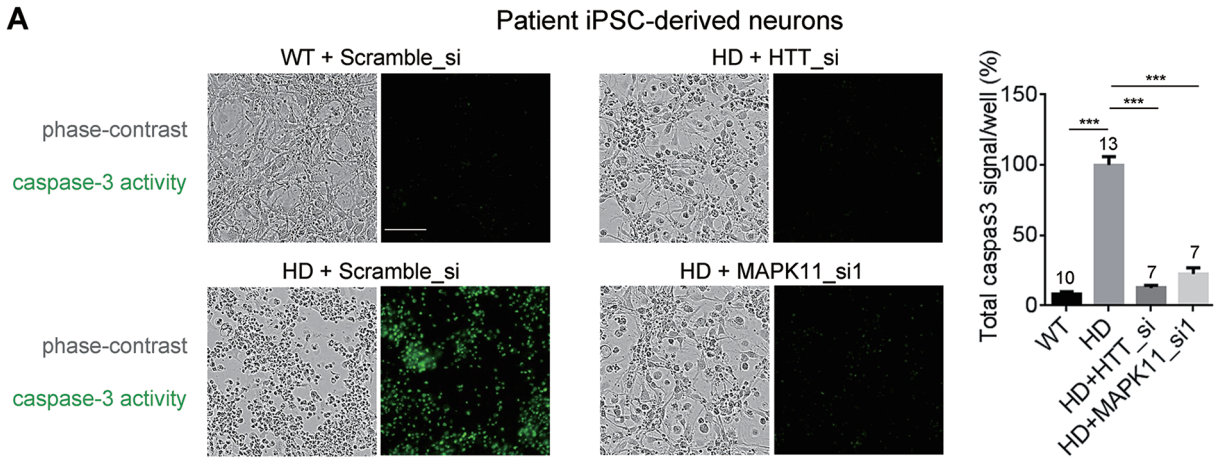 A
Patient iPSC-derived neurons
WT + Scramble_si
HD + HTT_si
phase-contrast
caspase-3 activity
HD + Scramble_si
HD + MAPK11_si1
phase-contrast
caspase-3 activity
Total caspas3 signal/well (%)
150
100
50
0
***
***
***
10
13
7
7
WT
HD
HD+HTT_si
HD+MAPK11_si1